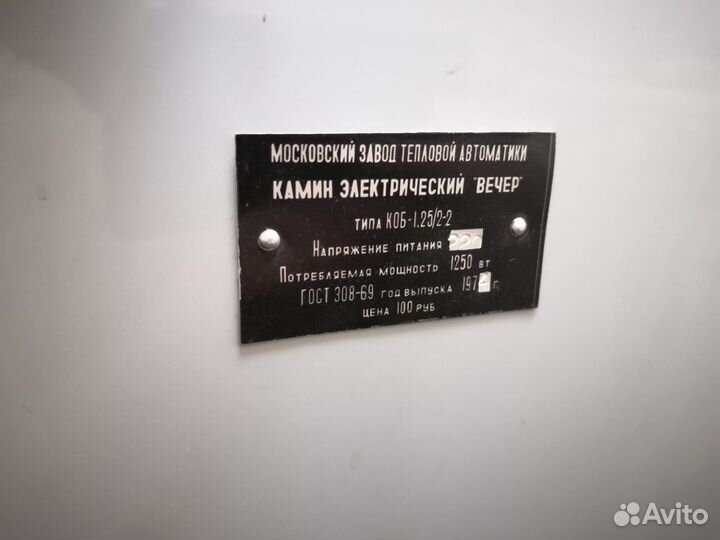 МОСКОВСКИЙ ЗАВОД ТЕПЛОВОЙ АВТОМАТИКИ
КАМИН ЭЛЕКТРИЧЕСКИЙ "ВЕЧЕР"
ТИПА КОБ-1.25/2-2
НАПРЯЖЕНИЕ ПИТАНИЯ 220
ПОТРЕБЛЯЕМАЯ МОЩНОСТЬ 1250 ВТ
ГОСТ 308-69 ГОД ВЫПУСКА Г.
ЦЕНА 100 РУБ
Avito